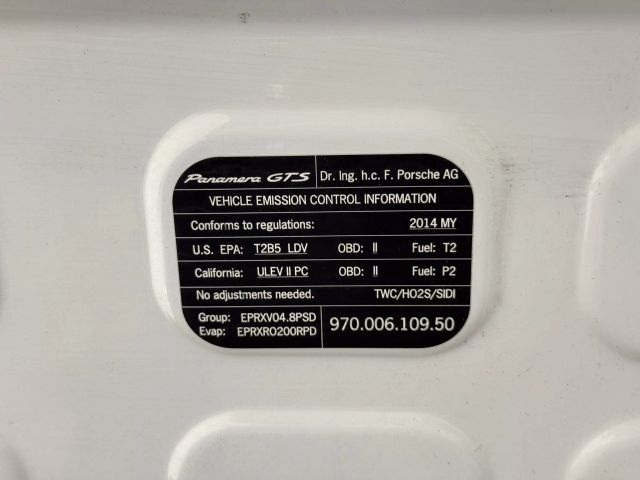 Panamera GTS Dr. Ing. h.c. F. Porsche AG
VEHICLE EMISSION CONTROL INFORMATION
Conforms to regulations: 2014 MY
U.S. EPA: T2B5 LDV OBD: II Fuel: T2
California: ULEV II PC OBD: II Fuel: P2
No adjustments needed. TWC/HO2S/SIDI
Group: EPRXV04.8PSD
Evap: EPRXR0200RPD
970.006.109.50